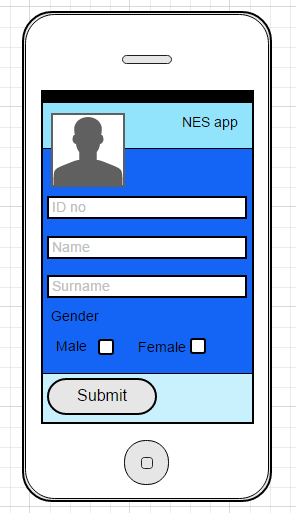 NES app
ID no
Name
Surname
Gender
Male Female
Submit